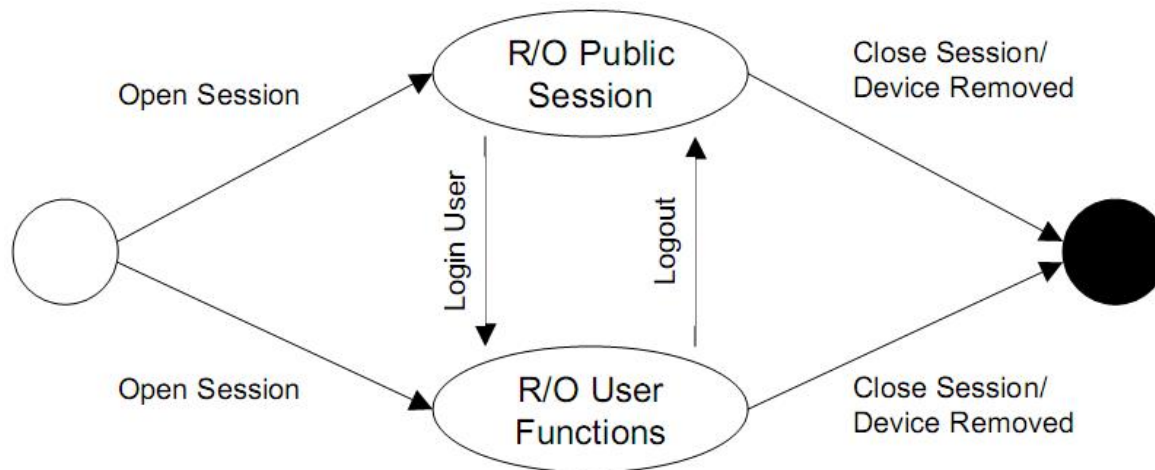 R/O Public
Session
Open Session
Close Session/
Device Removed
Login User
Logout
Open Session
R/O User
Functions
Close Session/
Device Removed